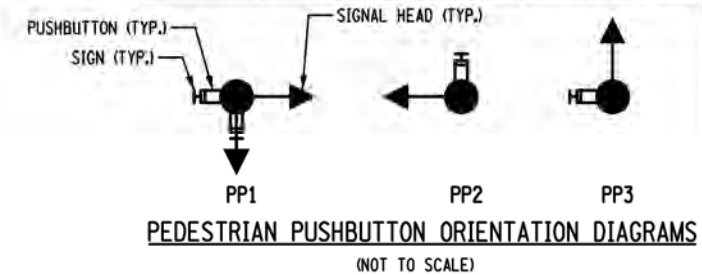 PUSHBUTTON (TYP.)
SIGNAL HEAD (TYP.)
SIGN (TYP.)
PP1
PP2
PP3
PEDESTRIAN PUSHBUTTON ORIENTATION DIAGRAMS
(NOT TO SCALE)